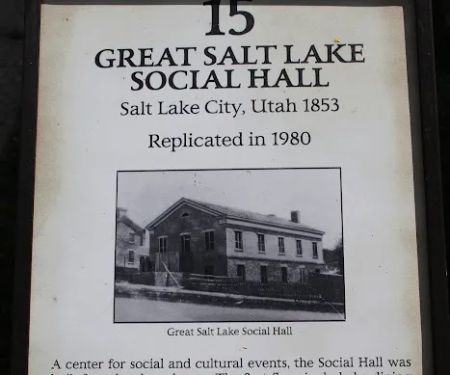 15
GREAT SALT LAKE
SOCIAL HALL
Salt Lake City, Utah 1853
Replicated in 1980
Great Salt Lake Social Hall
A center for social and cultural events, the Social Hall was